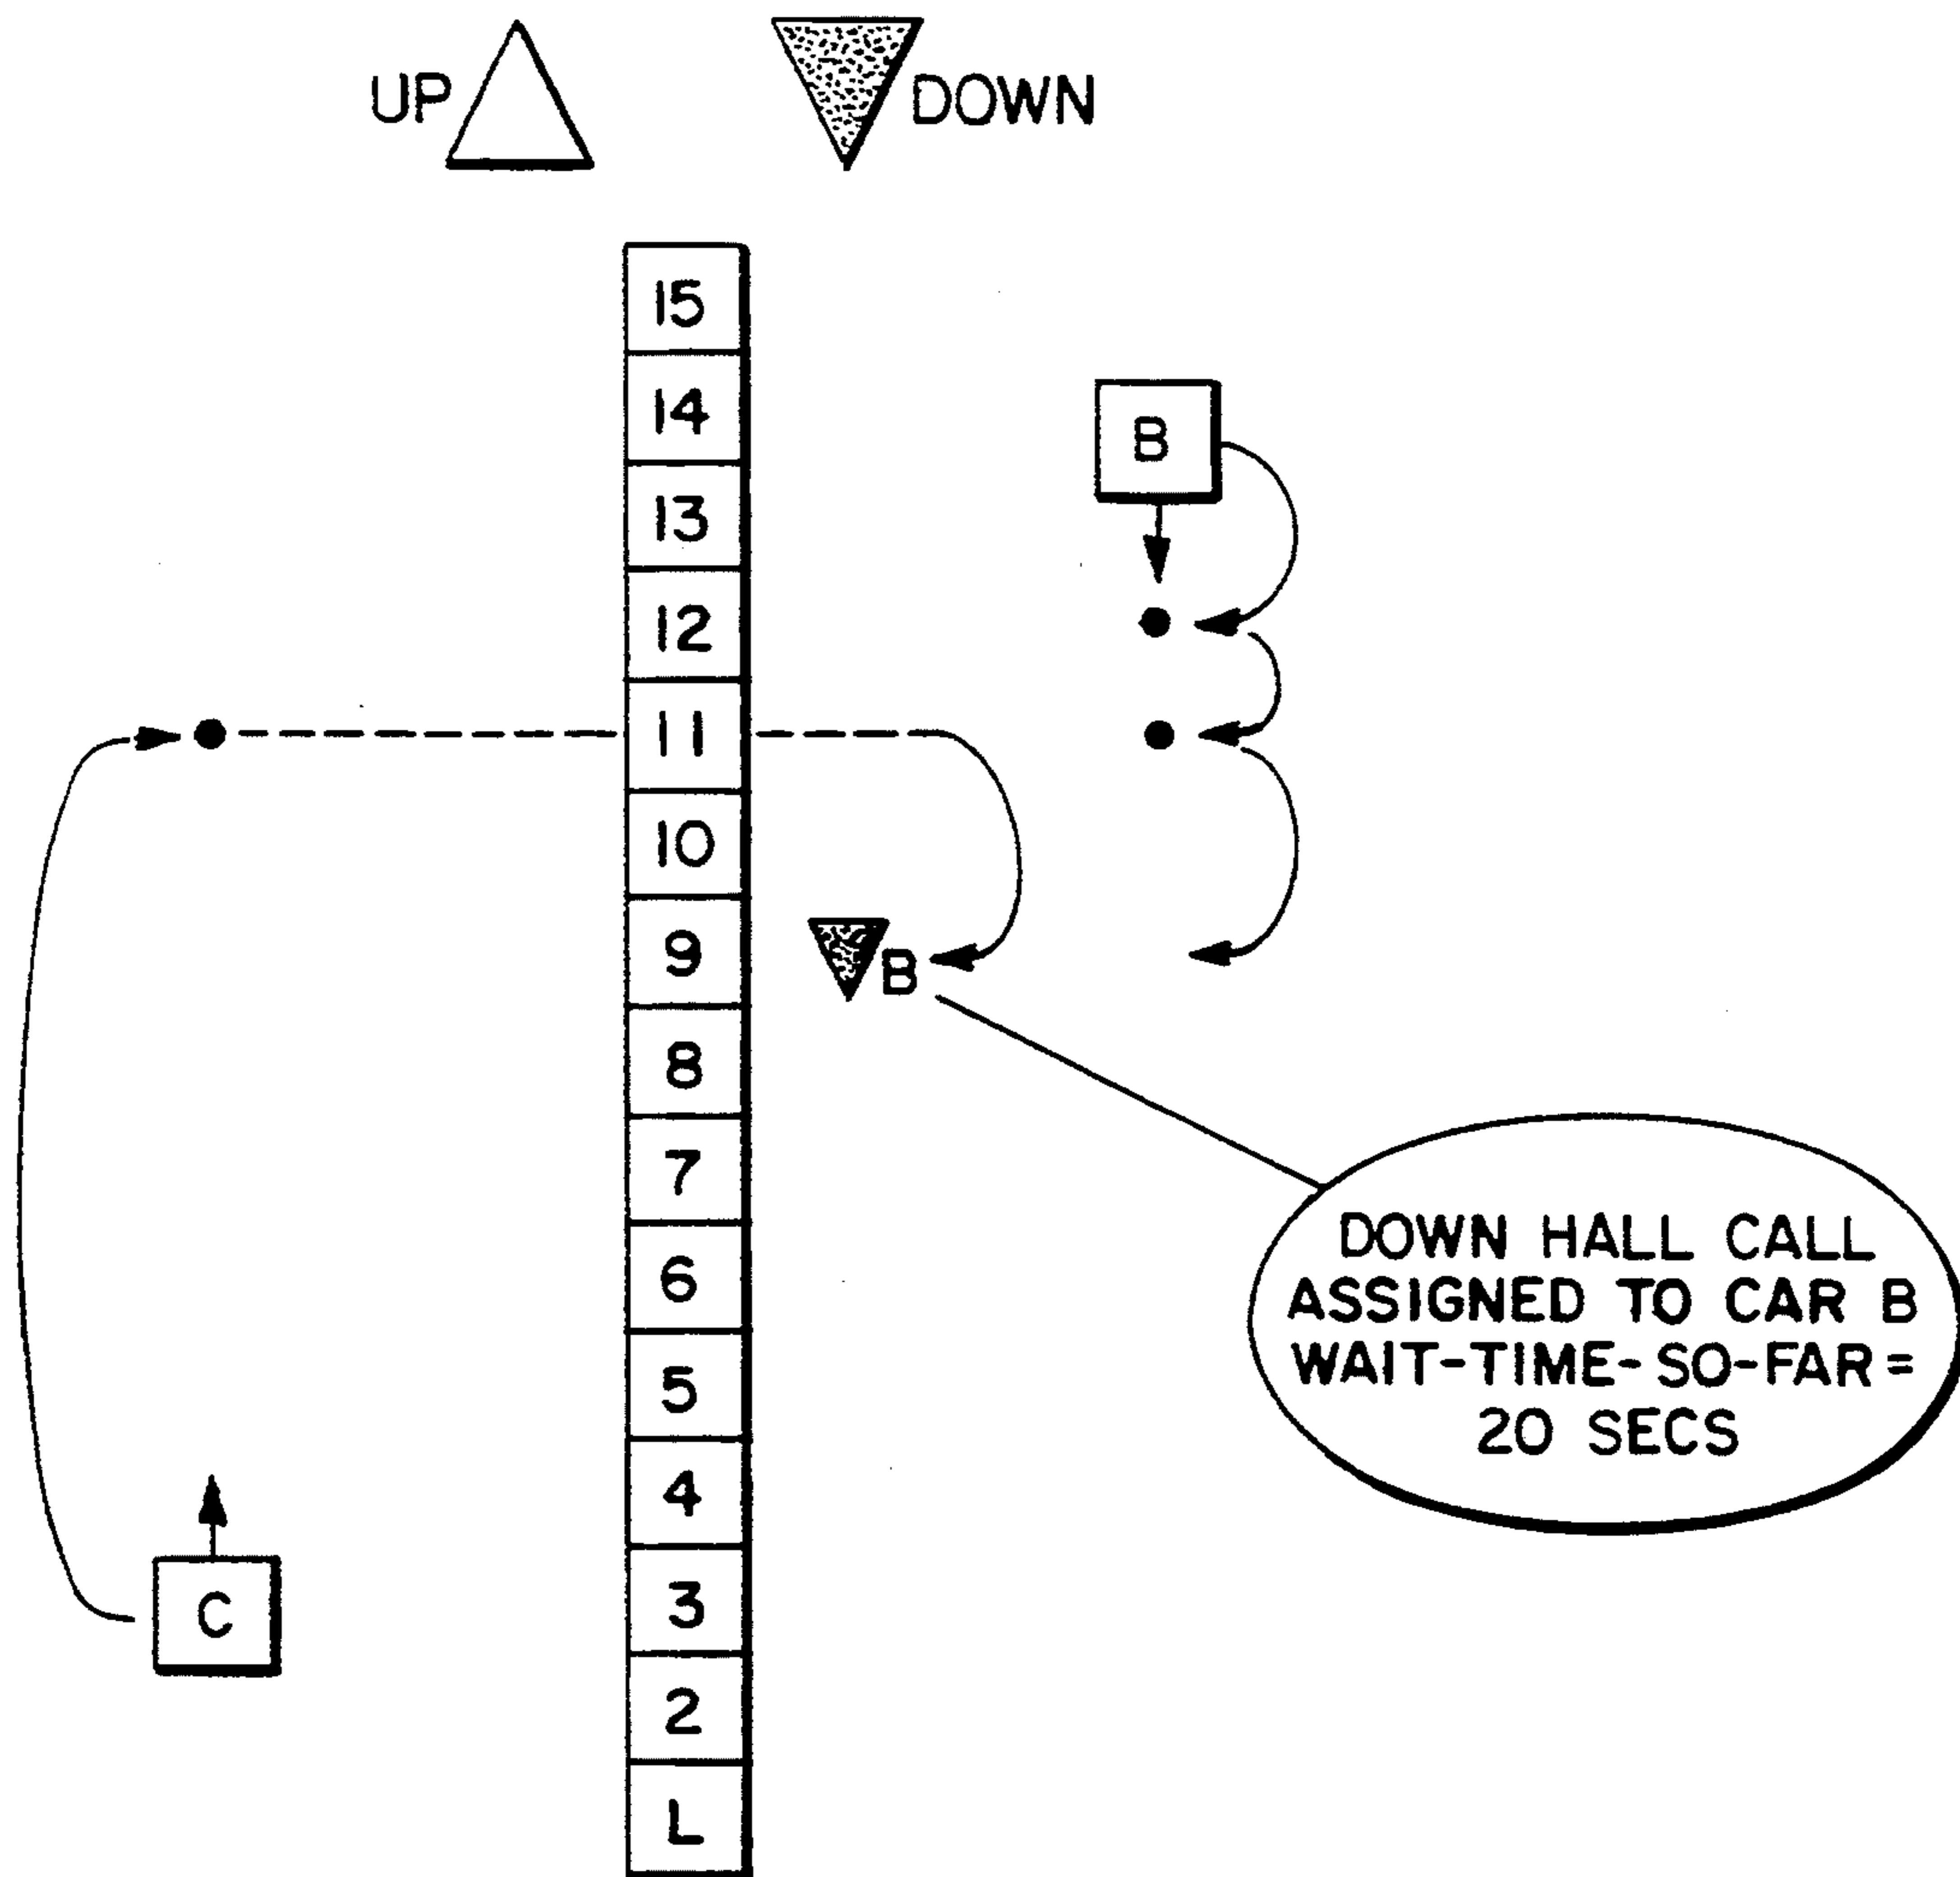 UP DOWN
15
14
B
13
12
11
10
9
B
8
7
6
5
4
3
C
2
L
DOWN HALL CALL
ASSIGNED TO CAR B
WAIT-TIME-SO-FAR=
20 SECS